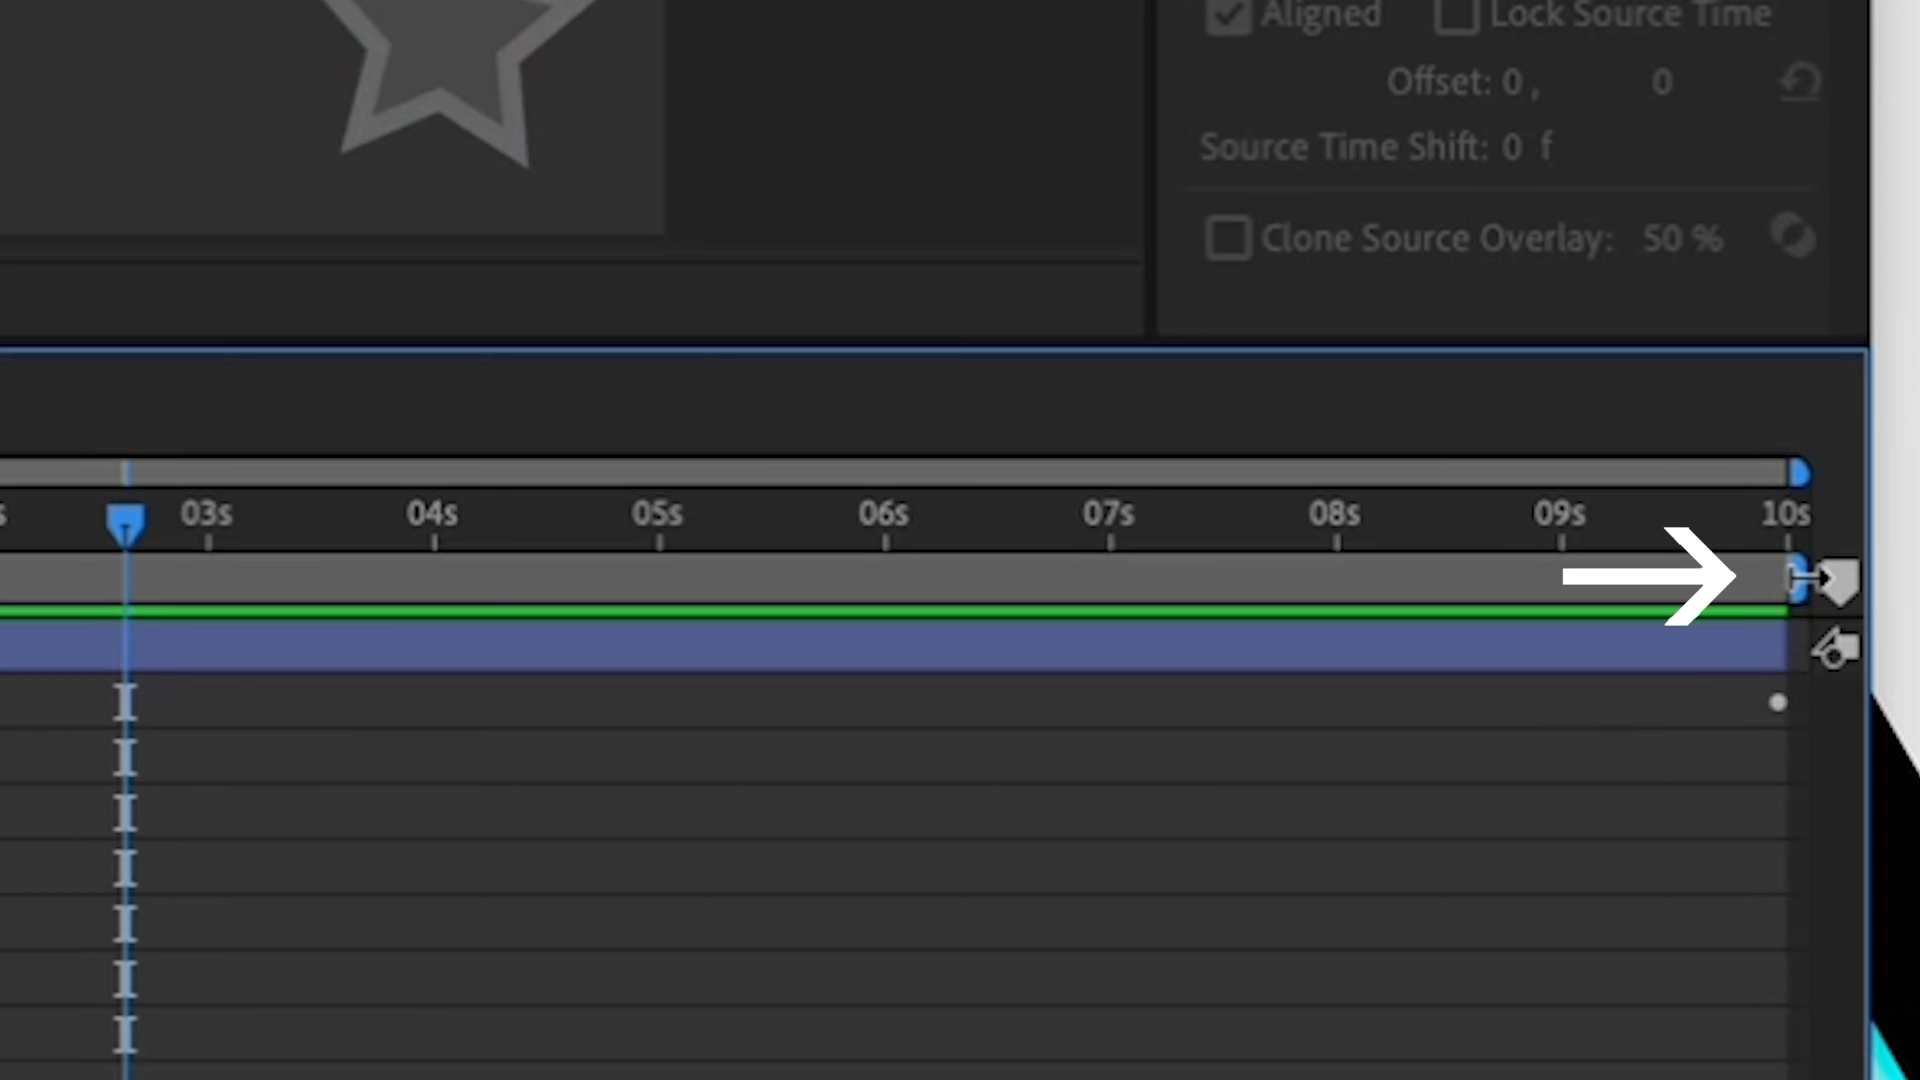 Aligned Lock Source Time
Offset: 0 , 0
Source Time Shift: 0 f
Clone Source Overlay: 50 %
s 03s 04s 05s 06s 07s 08s 09s 10s